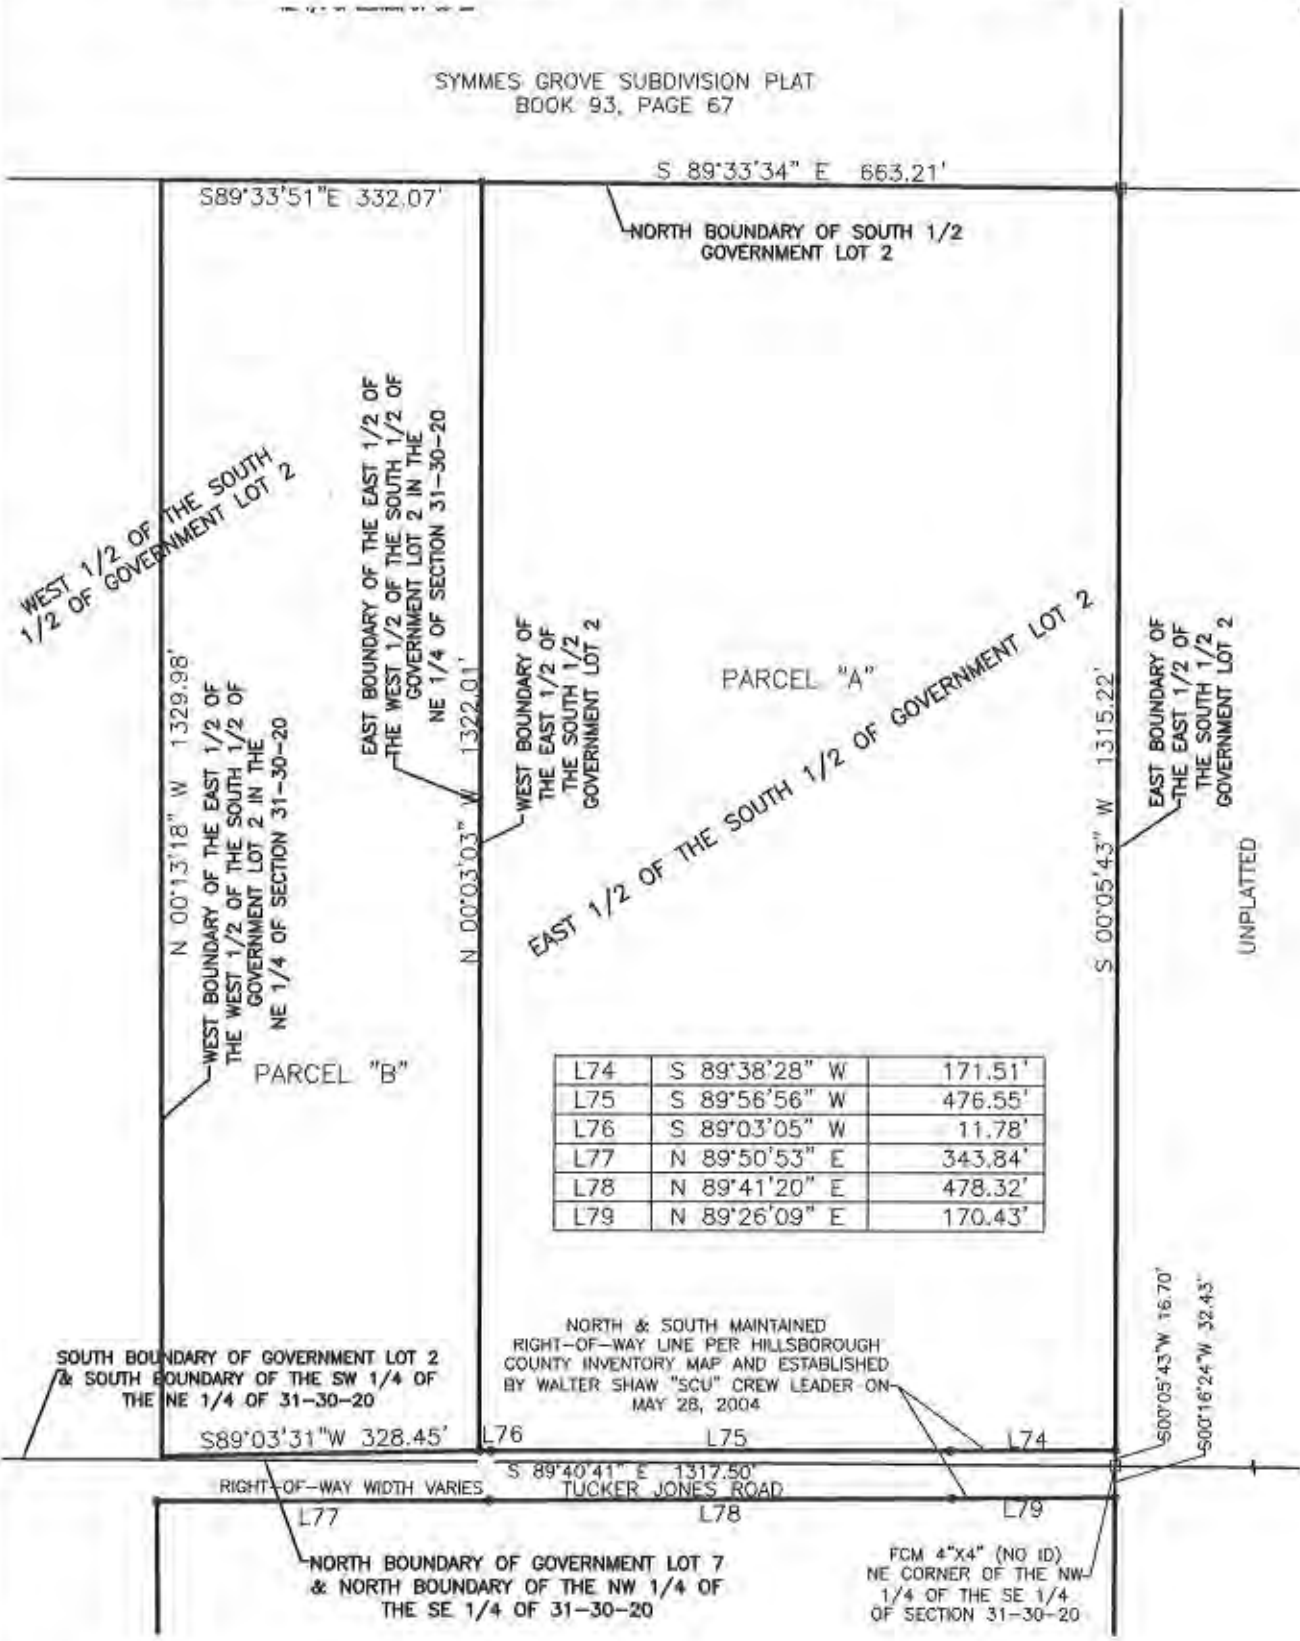 SYMMES GROVE SUBDIVISION PLAT
BOOK 93, PAGE 67
S 89°33'34" E 663.21'
S89°33'51"E 332.07'
NORTH BOUNDARY OF SOUTH 1/2
GOVERNMENT LOT 2
WEST 1/2 OF THE SOUTH
1/2 OF GOVERNMENT LOT 2
N 00°13'18" W 1329.98'
WEST BOUNDARY OF THE EAST 1/2 OF
THE WEST 1/2 OF THE SOUTH 1/2 OF
GOVERNMENT LOT 2 IN THE
NE 1/4 OF SECTION 31-30-20
EAST BOUNDARY OF THE EAST 1/2 OF
THE WEST 1/2 OF THE SOUTH 1/2 OF
GOVERNMENT LOT 2 IN THE
NE 1/4 OF SECTION 31-30-20
N 00°03'03" W 1322.01'
WEST BOUNDARY OF
THE EAST 1/2 OF
THE SOUTH 1/2
GOVERNMENT LOT 2
PARCEL "A"
EAST 1/2 OF THE SOUTH 1/2 OF GOVERNMENT LOT 2
S 00°05'43" W 1315.22'
EAST BOUNDARY OF
THE EAST 1/2 OF
THE SOUTH 1/2
GOVERNMENT LOT 2
UNPLATTED
PARCEL "B"
L74 S 89°38'28" W 171.51'
L75 S 89°56'56" W 476.55'
L76 S 89°03'05" W 11.78'
L77 N 89°50'53" E 343.84'
L78 N 89°41'20" E 478.32'
L79 N 89°26'09" E 170.43'
NORTH & SOUTH MAINTAINED
RIGHT-OF-WAY LINE PER HILLSBOROUGH
COUNTY INVENTORY MAP AND ESTABLISHED
BY WALTER SHAW "SCU" CREW LEADER ON
MAY 28, 2004
S00°05'43"W 16.70'
S00°16'24"W 32.43'
SOUTH BOUNDARY OF GOVERNMENT LOT 2
& SOUTH BOUNDARY OF THE SW 1/4 OF
THE NE 1/4 OF 31-30-20
S89°03'31"W 328.45'
L76
L75
L74
S 89°40'41" E 1317.50'
RIGHT-OF-WAY WIDTH VARIES
TUCKER JONES ROAD
L77
L78
L79
NORTH BOUNDARY OF GOVERNMENT LOT 7
& NORTH BOUNDARY OF THE NW 1/4 OF
THE SE 1/4 OF 31-30-20
FCM 4"X4" (NO ID)
NE CORNER OF THE NW
1/4 OF THE SE 1/4
OF SECTION 31-30-20